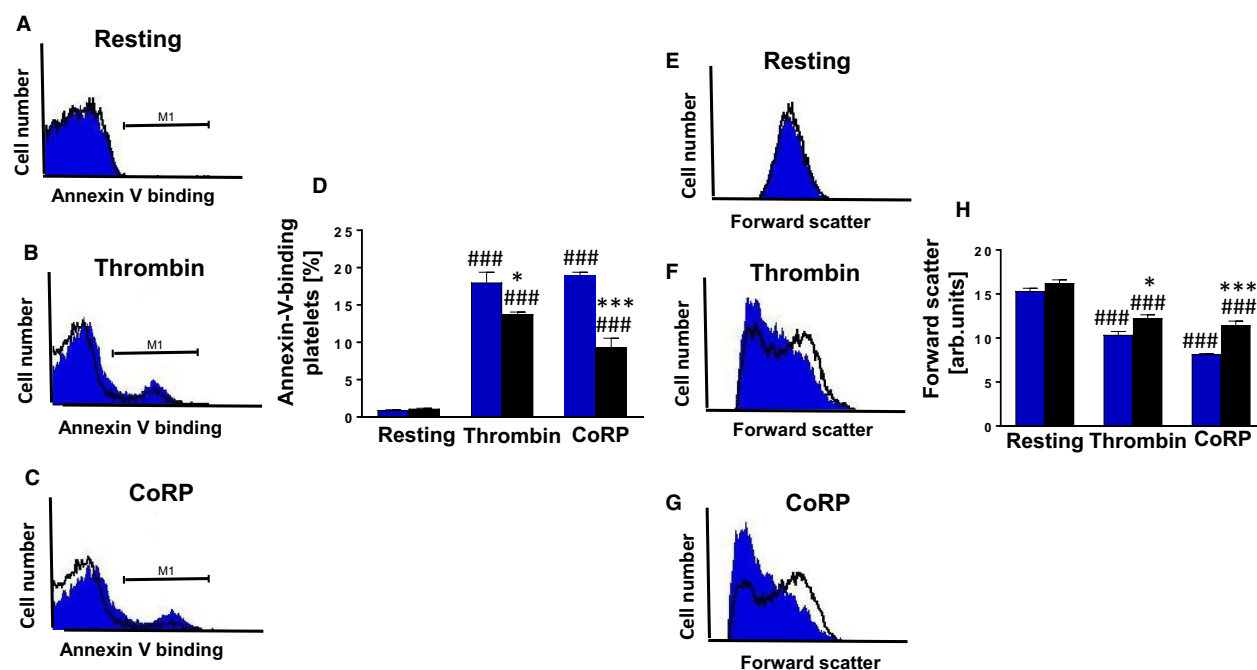 A
Resting
Cell number
M1
Annexin V binding
B
Thrombin
Cell number
M1
Annexin V binding
C
CoRP
Cell number
M1
Annexin V binding
D
Annexin-V-binding
platelets [%]
25
20
15
10
5
0
###
*
###
###
***
###
Resting Thrombin CoRP
E
Resting
Cell number
Forward scatter
F
Thrombin
Cell number
Forward scatter
G
CoRP
Cell number
Forward scatter
H
Forward scatter
[arb.units]
20
15
10
5
0
###
*
###
###
***
###
Resting Thrombin CoRP